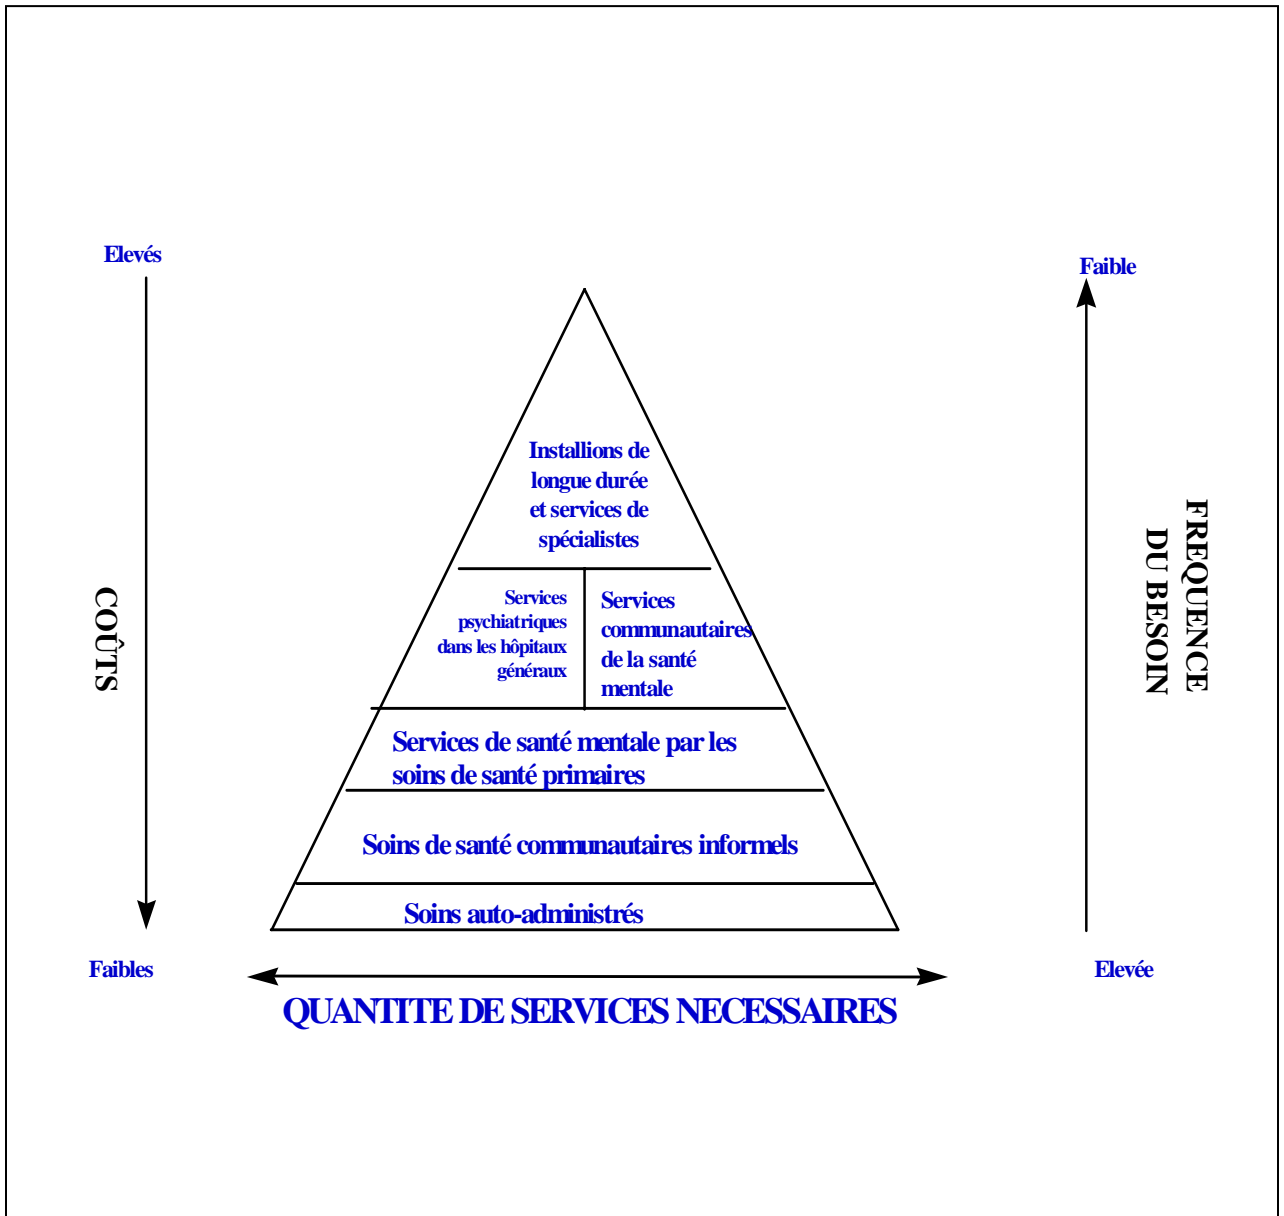 Elevés
Faible
Installions de
longue durée
et services de
spécialistes
Services
psychiatriques
dans les hôpitaux
généraux
Services
communautaires
de la santé
mentale
COÛTS
FREQUENCE
DU BESOIN
Services de santé mentale par les
soins de santé primaires
Soins de santé communautaires informels
Soins auto-administrés
Faibles
Elevée
QUANTITE DE SERVICES NECESSAIRES